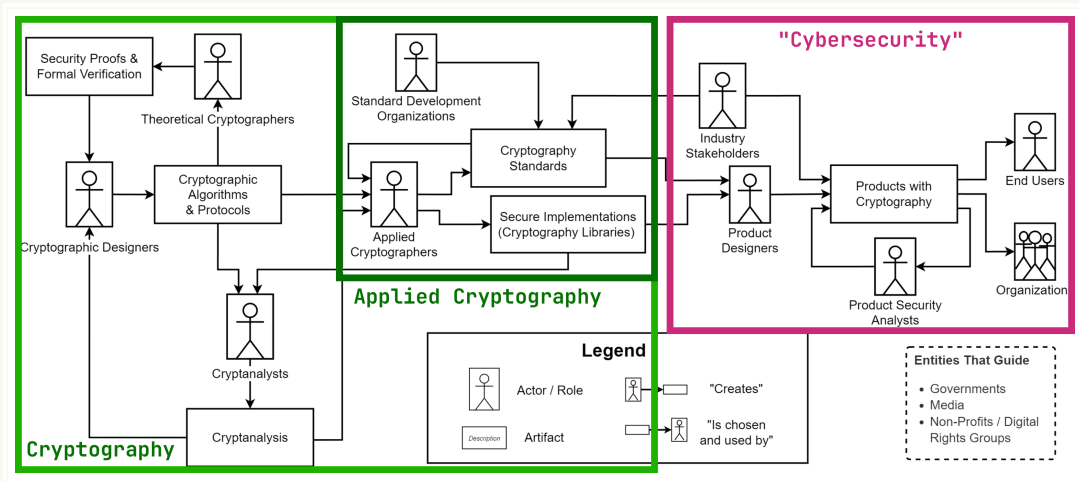 "Cybersecurity"
Security Proofs &
Formal Verification
Theoretical Cryptographers
Standard Development
Organizations
Industry
Stakeholders
Cryptography
Standards
End Users
Cryptographic
Algorithms
& Protocols
Products with
Cryptography
Cryptographic Designers
Applied
Cryptographers
Secure Implementations
(Cryptography Libraries)
Product
Designers
Organization
Product Security
Analysts
Applied Cryptography
Cryptanalysts
Cryptanalysis
Cryptography
Legend
Actor / Role
"Creates"
Description
Artifact
"Is chosen
and used by"
Entities That Guide
• Governments
• Media
• Non-Profits / Digital
Rights Groups